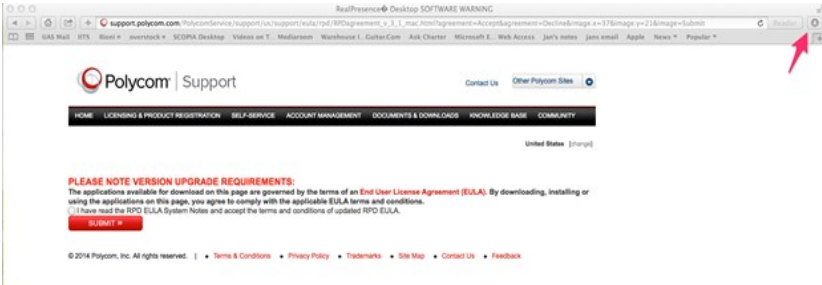 RealPresence� Desktop SOFTWARE WARNING
support.polycom.com/PolycomService/support/us/support/eula/rpd/RPDagreement_v_3_1_mac.html?agreement=Accept&agreement=Decline&image.x=37&image.y=21&image=Submit
Reader
UAS Mail IITS Rioni ▾ overstock ▾ SCOPIA Desktop Videos on T... Mediaroom Warehouse I...Guitar.Com Ask Charter Microsoft E... Web Access Jan's notes jans email Apple News ▾ Popular ▾
Polycom | Support
Contact Us Other Polycom Sites
HOME LICENSING & PRODUCT REGISTRATION SELF-SERVICE ACCOUNT MANAGEMENT DOCUMENTS & DOWNLOADS KNOWLEDGE BASE COMMUNITY
United States [change]
PLEASE NOTE VERSION UPGRADE REQUIREMENTS:
The applications available for download on this page are governed by the terms of an End User License Agreement (EULA). By downloading, installing or
using the applications on this page, you agree to comply with the applicable EULA terms and conditions.
I have read the RPD EULA System Notes and accept the terms and conditions of updated RPD EULA.
SUBMIT »
© 2014 Polycom, Inc. All rights reserved. | • Terms & Conditions • Privacy Policy • Trademarks • Site Map • Contact Us • Feedback